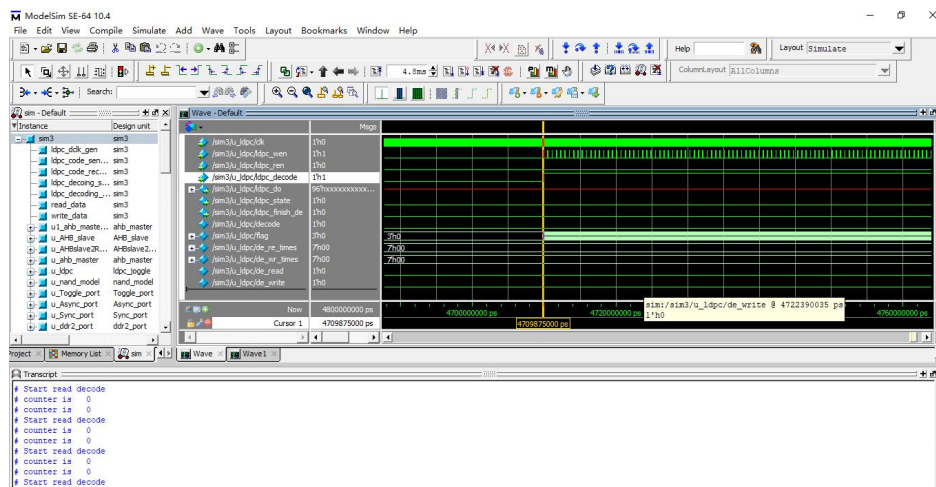 ModelSim SE-64 10.4
File Edit View Compile Simulate Add Wave Tools Layout Bookmarks Window Help
Help
Layout Simulate
4.8ms
ColumnLayout AllColumns
Search:
sim - Default
Instance Design unit
sim3 sim3
ldpc_ddk_gen sim3
ldpc_code_sen... sim3
ldpc_code_rec... sim3
ldpc_decoing_s... sim3
ldpc_decoding_... sim3
read_data sim3
write_data sim3
u1_ahb_maste... ahb_master
u_AHB_slave AHB_slave
u_AHBslave2R... AHBslave2...
u_ahb_master ahb_master
u_ldpc ldpc_joggle
u_nand_model nand_model
u_Toggle_port Toggle_port
u_Async_port Async_port
u_Sync_port Sync_port
u_ddr2_port ddr2_port
Wave - Default
Msgs
/sim3/u_ldpc/clk 1'h0
/sim3/u_ldpc/ldpc_wen 1'h1
/sim3/u_ldpc/ldpc_ren 1'h0
/sim3/u_ldpc/ldpc_decode 1'h1
/sim3/u_ldpc/ldpc_do 96'hxxxxxxxxxx...
/sim3/u_ldpc/ldpc_state 1'h0
/sim3/u_ldpc/ldpc_finish_de 1'h0
/sim3/u_ldpc/decode 1'h0
/sim3/u_ldpc/flag 3'h0 3'h0
/sim3/u_ldpc/de_re_times 7'h00 7'h00
/sim3/u_ldpc/de_wr_times 7'h00 7'h00
/sim3/u_ldpc/de_read 1'h0
/sim3/u_ldpc/de_write 1'h0
sim:/sim3/u_ldpc/de_write @ 4722390035 ps
1'h0
Now 4800000000 ps
4700000000 ps 4720000000 ps 4760000000 ps
Cursor 1 4709875000 ps
4709875000 ps
Project Memory List sim
Wave Wave1
Transcript
# Start read decode
# counter is 0
# counter is 0
# Start read decode
# counter is 0
# counter is 0
# Start read decode
# counter is 0
# counter is 0
# Start read decode